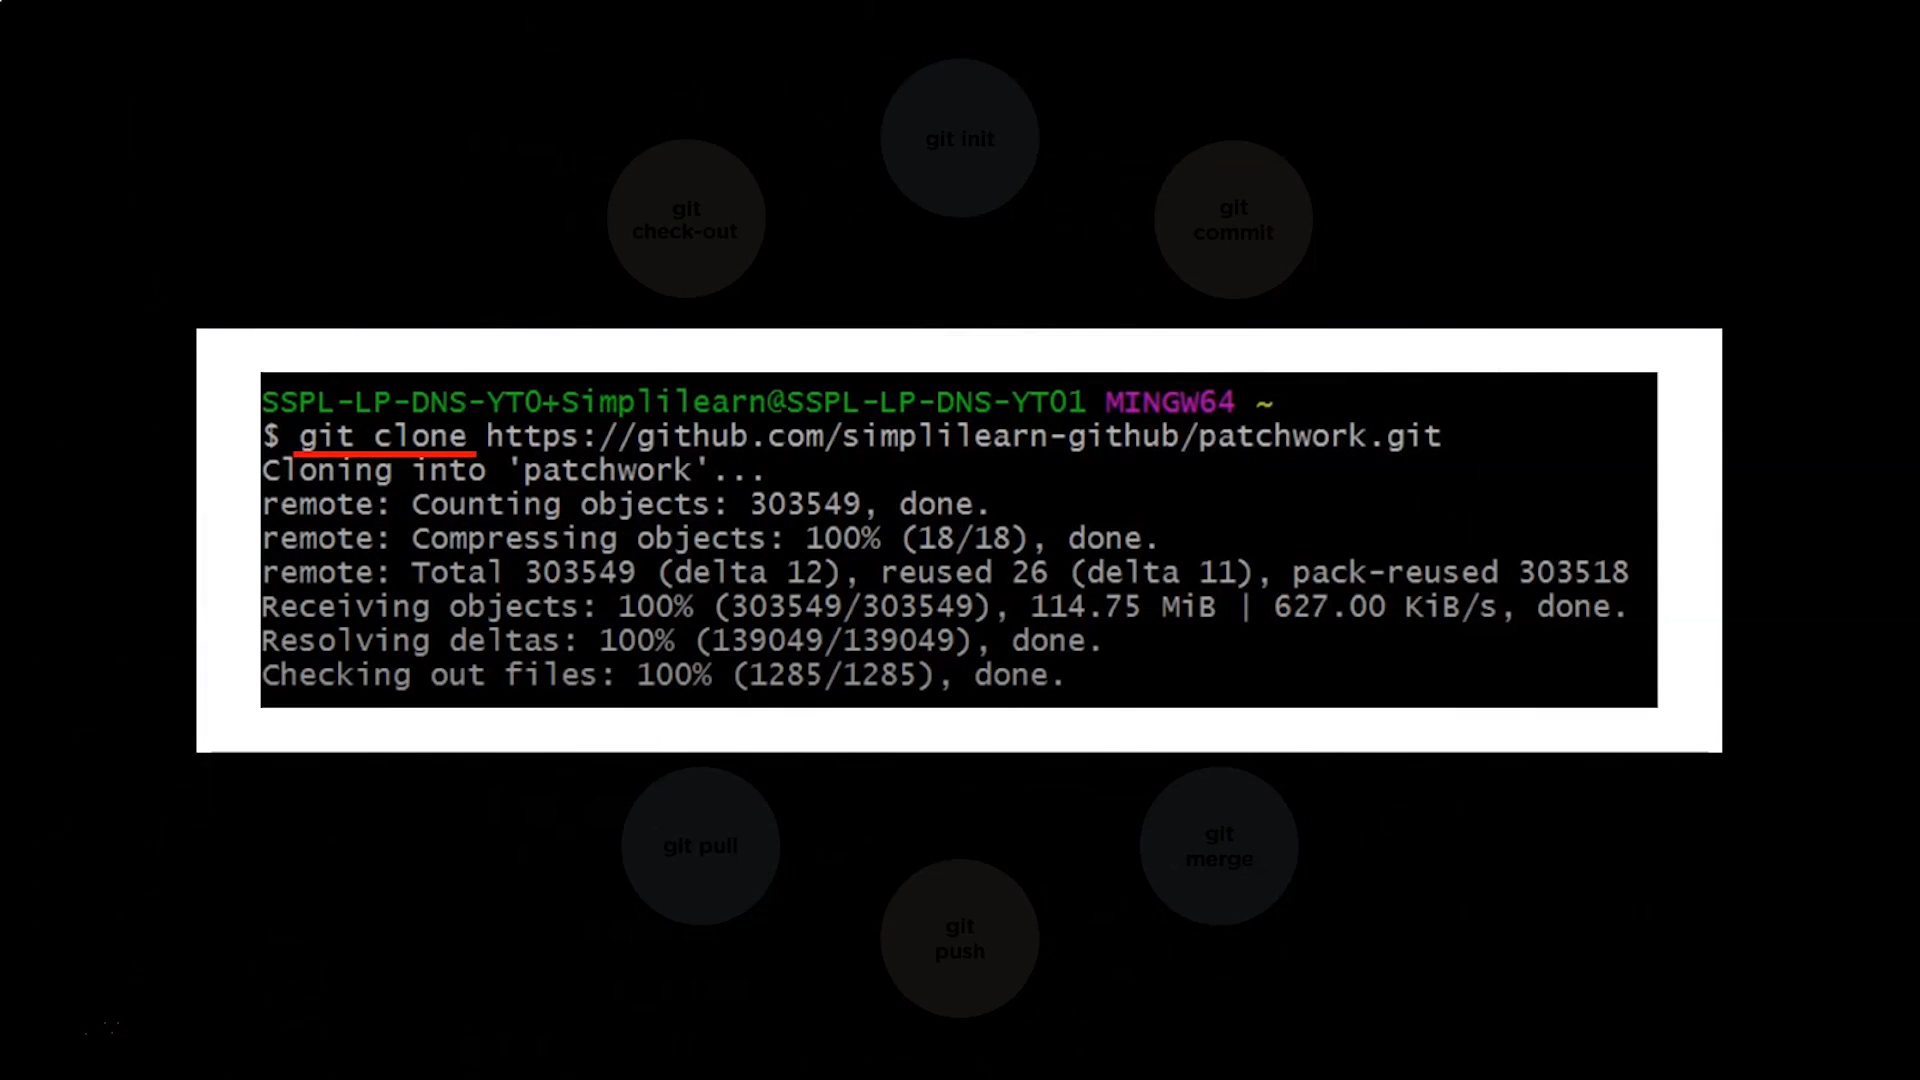 git init
git
check-out
git
commit
SSPL-LP-DNS-YT0+Simplilearn@SSPL-LP-DNS-YT01 MINGW64 ~
$ git clone https://github.com/simplilearn-github/patchwork.git
Cloning into 'patchwork'...
remote: Counting objects: 303549, done.
remote: Compressing objects: 100% (18/18), done.
remote: Total 303549 (delta 12), reused 26 (delta 11), pack-reused 303518
Receiving objects: 100% (303549/303549), 114.75 MiB | 627.00 KiB/s, done.
Resolving deltas: 100% (139049/139049), done.
Checking out files: 100% (1285/1285), done.
git pull
git
merge
git
push